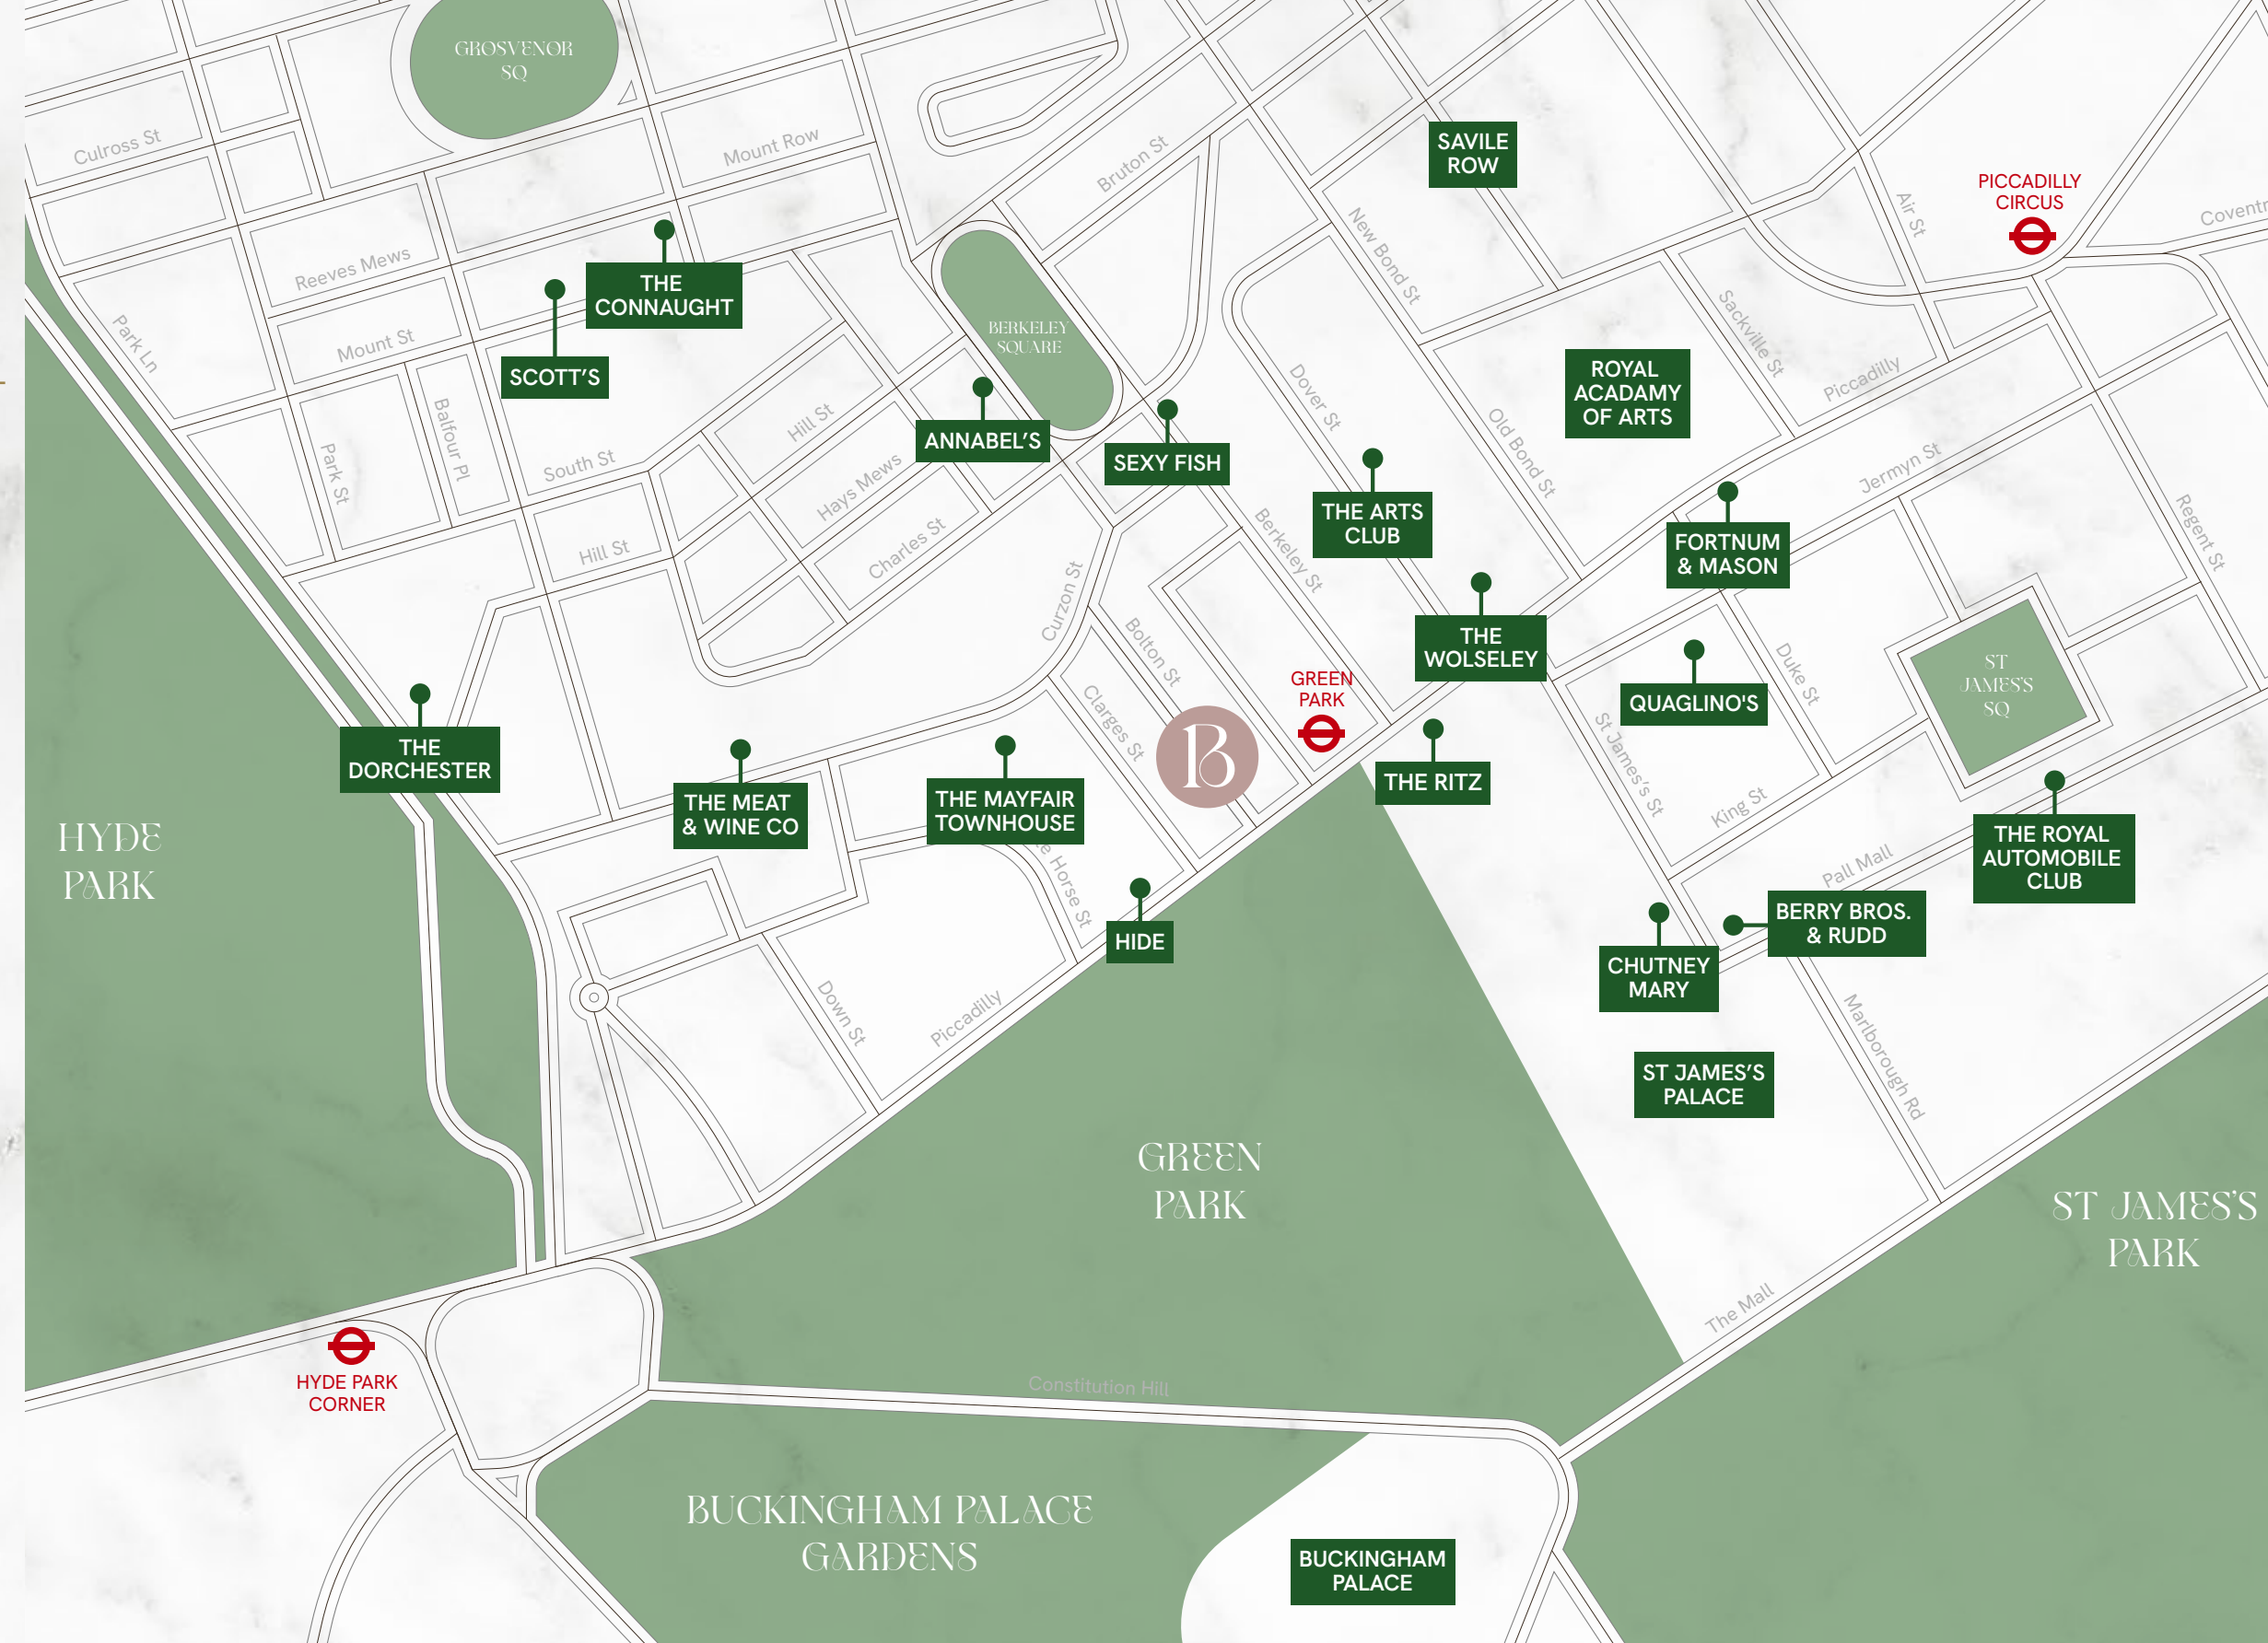 GROSVENOR
SQ
Culross St
Mount Row
Bruton St
SAVILE
ROW
PICCADILLY
CIRCUS
Air St
Reeves Mews
THE
CONNAUGHT
New Bond St
Park Ln
Mount St
SCOTT’S
BERKELEY
SQUARE
Sackville St
ROYAL
ACADAMY
OF ARTS
Piccadilly
Balfour Pl
Park St
South St
Hill St
ANNABEL’S
SEXY FISH
Dover St
Old Bond St
Jermyn St
Hays Mews
Charles St
Hill St
Berkeley St
THE ARTS
CLUB
FORTNUM
& MASON
Regent St
Curzon St
Bolton St
THE
WOLSELEY
Duke St
ST
JAMES'S
SQ
QUAGLINO'S
GREEN
PARK
Clarges St
B
THE RITZ
St James's St
King St
THE
DORCHESTER
THE MEAT
& WINE CO
THE MAYFAIR
TOWNHOUSE
Horse St
HIDE
HYDE
PARK
Pall Mall
THE ROYAL
AUTOMOBILE
CLUB
BERRY BROS.
& RUDD
CHUTNEY
MARY
Down St
Piccadilly
Marlborough Rd
ST JAMES’S
PALACE
GREEN
PARK
ST JAMES'S
PARK
The Mall
HYDE PARK
CORNER
Constitution Hill
BUCKINGHAM PALACE
GARDENS
BUCKINGHAM
PALACE